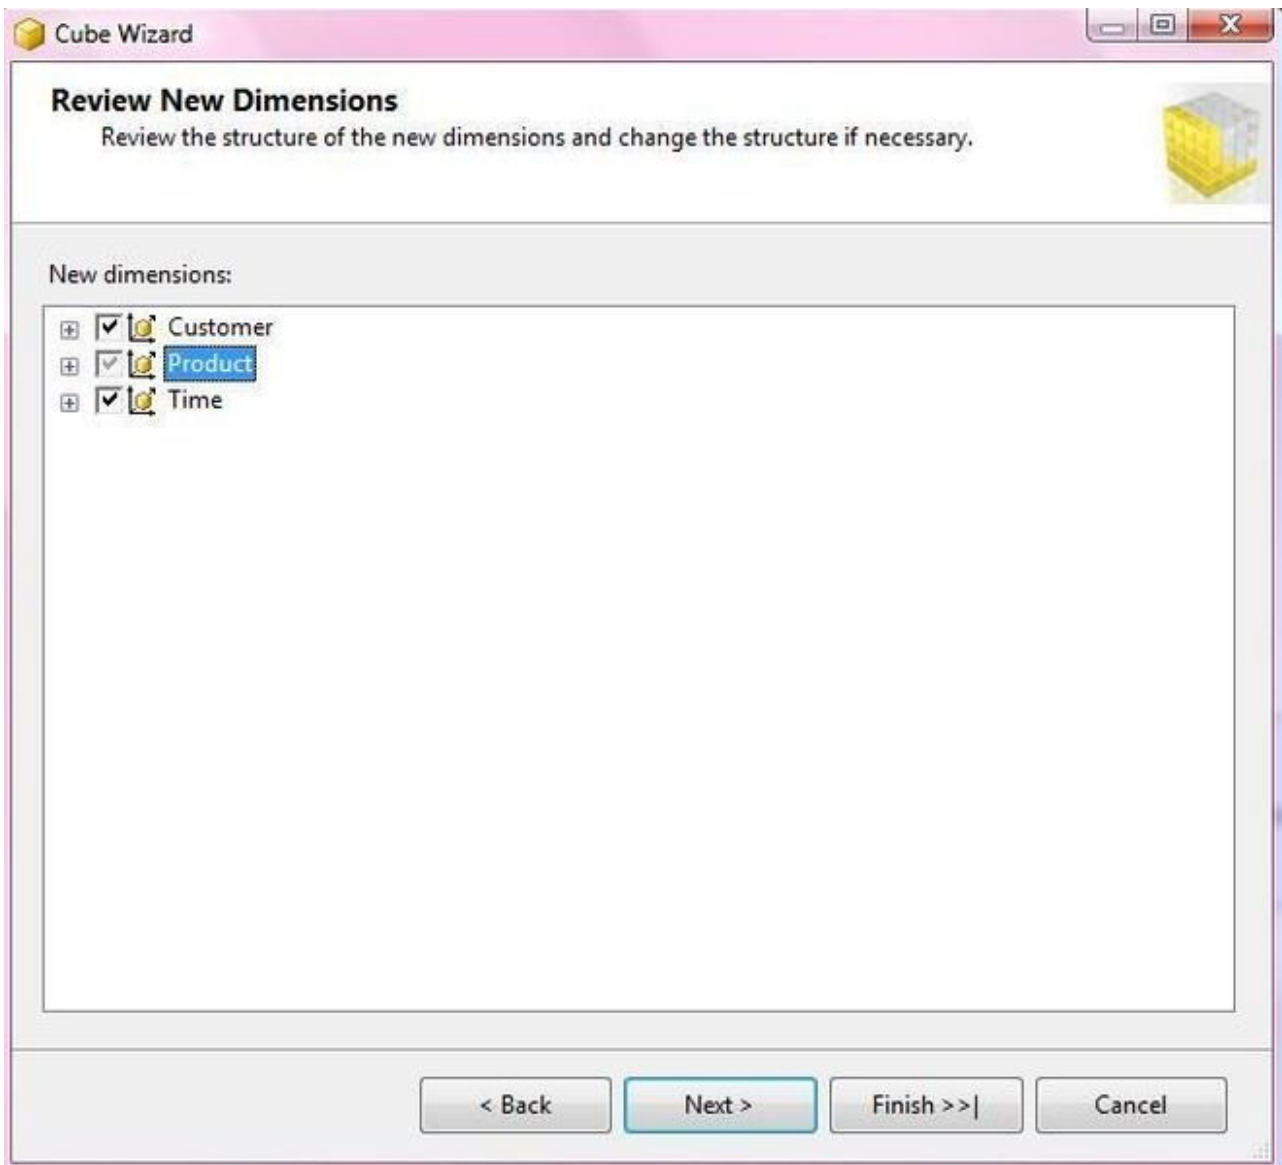 Cube Wizard
Review New Dimensions
Review the structure of the new dimensions and change the structure if necessary.
New dimensions:
Customer
Product
Time
< Back
Next >
Finish >>|
Cancel